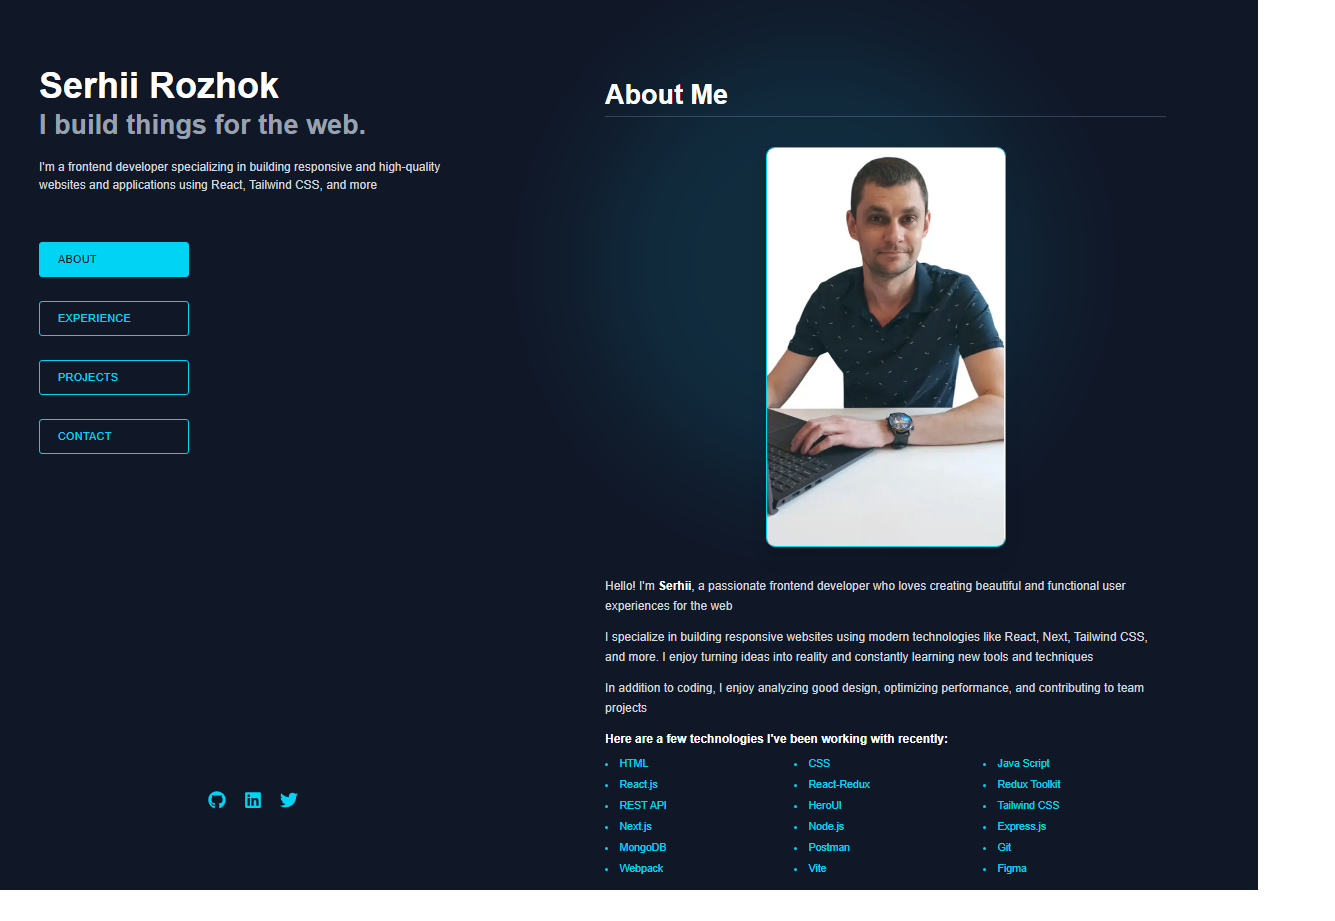 Serhii Rozhok
I build things for the web.
I'm a frontend developer specializing in building responsive and high-quality
websites and applications using React, Tailwind CSS, and more
ABOUT
EXPERIENCE
PROJECTS
CONTACT
About Me
Hello! I'm Serhii, a passionate frontend developer who loves creating beautiful and functional user
experiences for the web
I specialize in building responsive websites using modern technologies like React, Next, Tailwind CSS,
and more. I enjoy turning ideas into reality and constantly learning new tools and techniques
In addition to coding, I enjoy analyzing good design, optimizing performance, and contributing to team
projects
Here are a few technologies I've been working with recently:
• HTML • CSS • Java Script
• React.js • React-Redux • Redux Toolkit
• REST API • HeroUI • Tailwind CSS
• Next.js • Node.js • Express.js
• MongoDB • Postman • Git
• Webpack • Vite • Figma